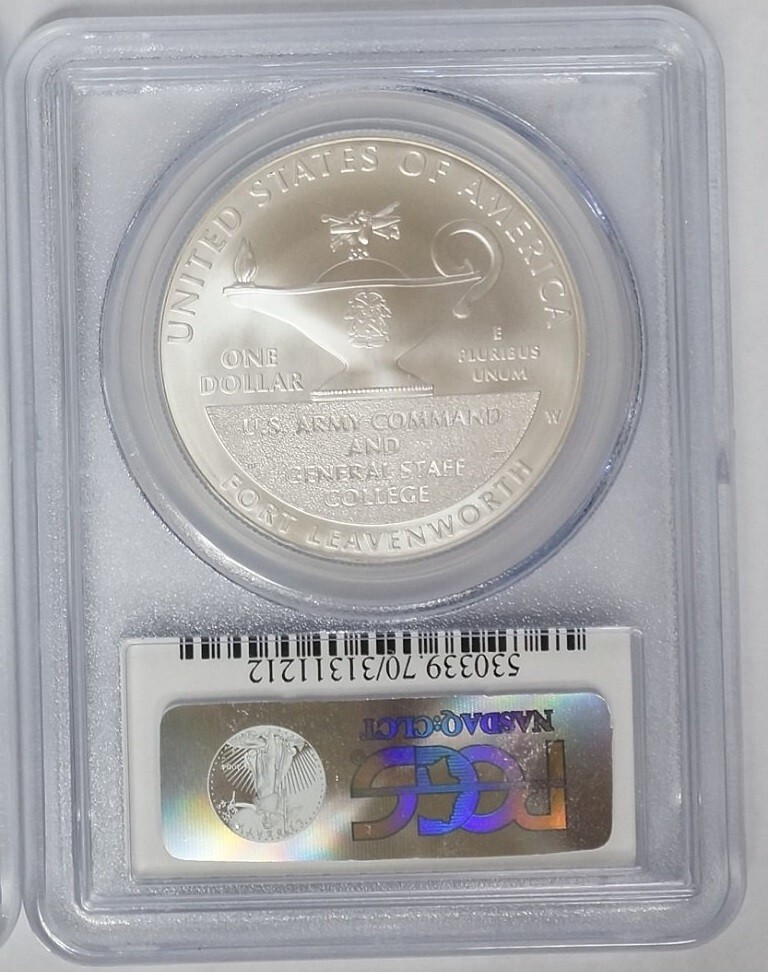 UNITED STATES OF AMERICA
ONE
DOLLAR
E
PLURIBUS
UNUM
W
U.S. ARMY COMMAND
AND
GENERAL STAFF
COLLEGE
FORT LEAVENWORTH
530339.70/31311212
NASDAQ:CLCT
PCGS